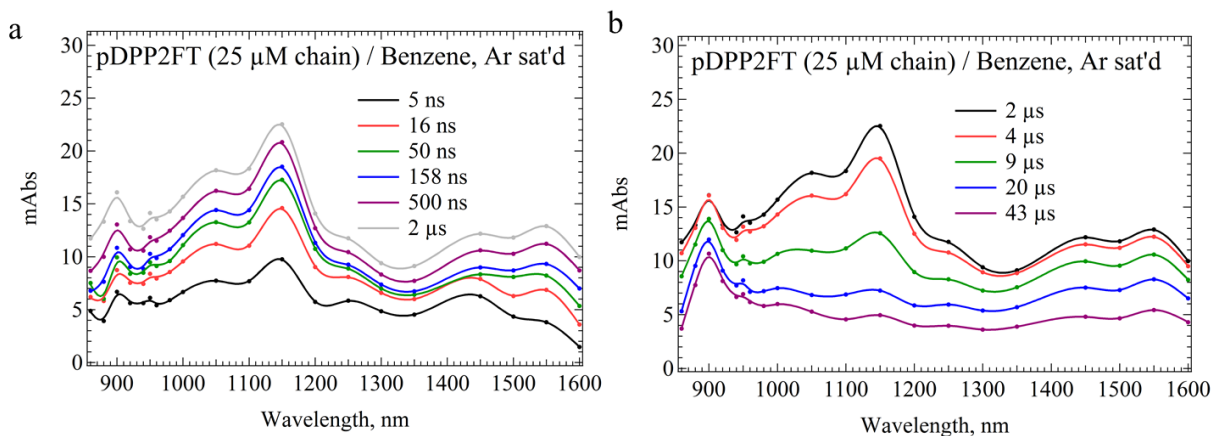 a
pDPP2FT (25 µM chain) / Benzene, Ar sat'd
30
25
20
15
10
5
0
mAbs
5 ns
16 ns
50 ns
158 ns
500 ns
2 µs
900 1000 1100 1200 1300 1400 1500 1600
Wavelength, nm
b
pDPP2FT (25 µM chain) / Benzene, Ar sat'd
30
25
20
15
10
5
0
mAbs
2 µs
4 µs
9 µs
20 µs
43 µs
900 1000 1100 1200 1300 1400 1500 1600
Wavelength, nm